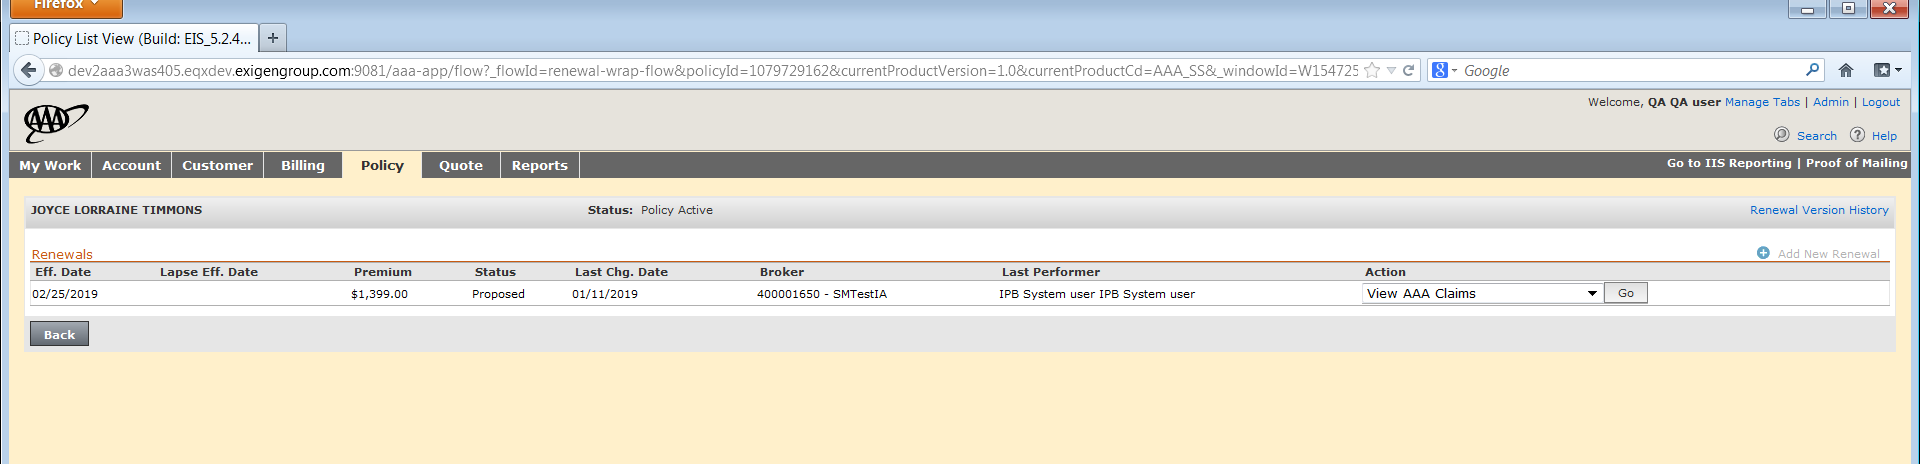 Firefox
Policy List View (Build: EIS_5.2.4...
dev2aaa3was405.eqxdev.exigengroup.com:9081/aaa-app/flow?_flowId=renewal-wrap-flow&policyId=1079729162&currentProductVersion=1.0&currentProductCd=AAA_SS&_windowId=W154725 Google
Welcome, QA QA user Manage Tabs | Admin | Logout
AAA
Search Help
My Work Account Customer Billing Policy Quote Reports Go to IIS Reporting | Proof of Mailing
JOYCE LORRAINE TIMMONS Status: Policy Active Renewal Version History
Renewals Add New Renewal
Eff. Date Lapse Eff. Date Premium Status Last Chg. Date Broker Last Performer Action
02/25/2019 $1,399.00 Proposed 01/11/2019 400001650 - SMTestIA IPB System user IPB System user View AAA Claims Go
Back